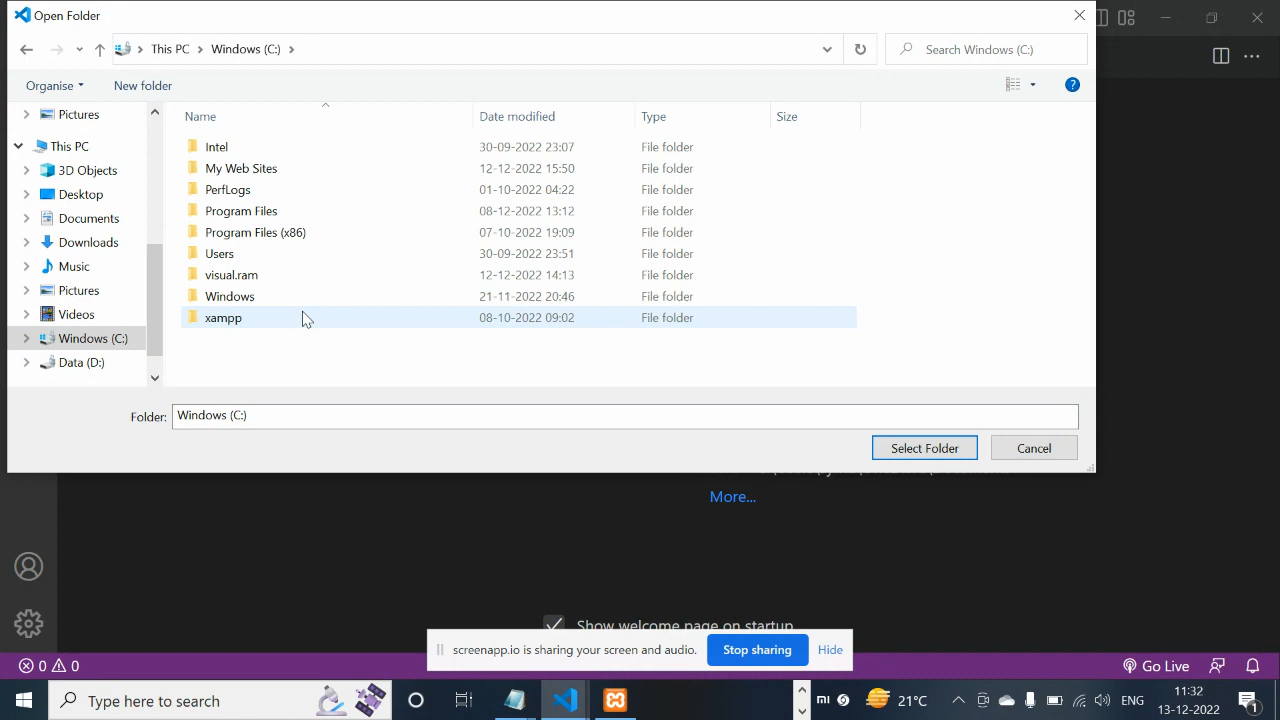 Open Folder
This PC Windows (C:)
Search Windows (C:)
Organise New folder
Name Date modified Type Size
Pictures
This PC
3D Objects
Desktop
Documents
Downloads
Music
Pictures
Videos
Windows (C:)
Data (D:)
Intel 30-09-2022 23:07 File folder
My Web Sites 12-12-2022 15:50 File folder
PerfLogs 01-10-2022 04:22 File folder
Program Files 08-12-2022 13:12 File folder
Program Files (x86) 07-10-2022 19:09 File folder
Users 30-09-2022 23:51 File folder
visual.ram 12-12-2022 14:13 File folder
Windows 21-11-2022 20:46 File folder
xampp 08-10-2022 09:02 File folder
Folder: Windows (C:)
Select Folder Cancel
More...
Show welcome page on startup
screenapp.io is sharing your screen and audio. Stop sharing Hide
0 0 Go Live
Type here to search
mi 21°C ENG
11:32
13-12-2022
1